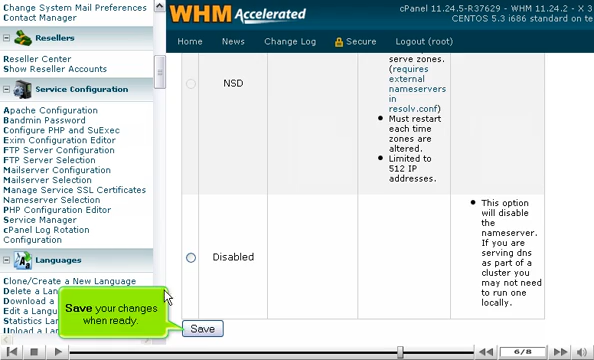 Change System Mail Preferences
Contact Manager
Resellers
Reseller Center
Show Reseller Accounts
Service Configuration
Apache Configuration
Bandmin Password
Configure PHP and SuExec
Exim Configuration Editor
FTP Server Configuration
FTP Server Selection
Mailserver Configuration
Mailserver Selection
Manage Service SSL Certificates
Nameserver Selection
PHP Configuration Editor
Service Manager
cPanel Log Rotation
Configuration
Languages
Clone/Create a New Language
Delete a
Download a
Edit a Langu
Statistics
Upload a
WHM Accelerated
cPanel 11.24.5-R37629 - WHM 11.24.2 - X 3
CENTOS 5.3 i686 standard on te
Home News Change Log Secure Logout (root)
NSD
serve zones.
(requires
external
nameservers
in
resolv.conf)
Must restart
each time
zones are
altered.
Limited to
512 IP
addresses.
Disabled
This option
will disable
the
nameserver.
If you are
serving dns
as part of a
cluster you
may not need
to run one
locally.
Save your changes
when ready.
Save
6/8